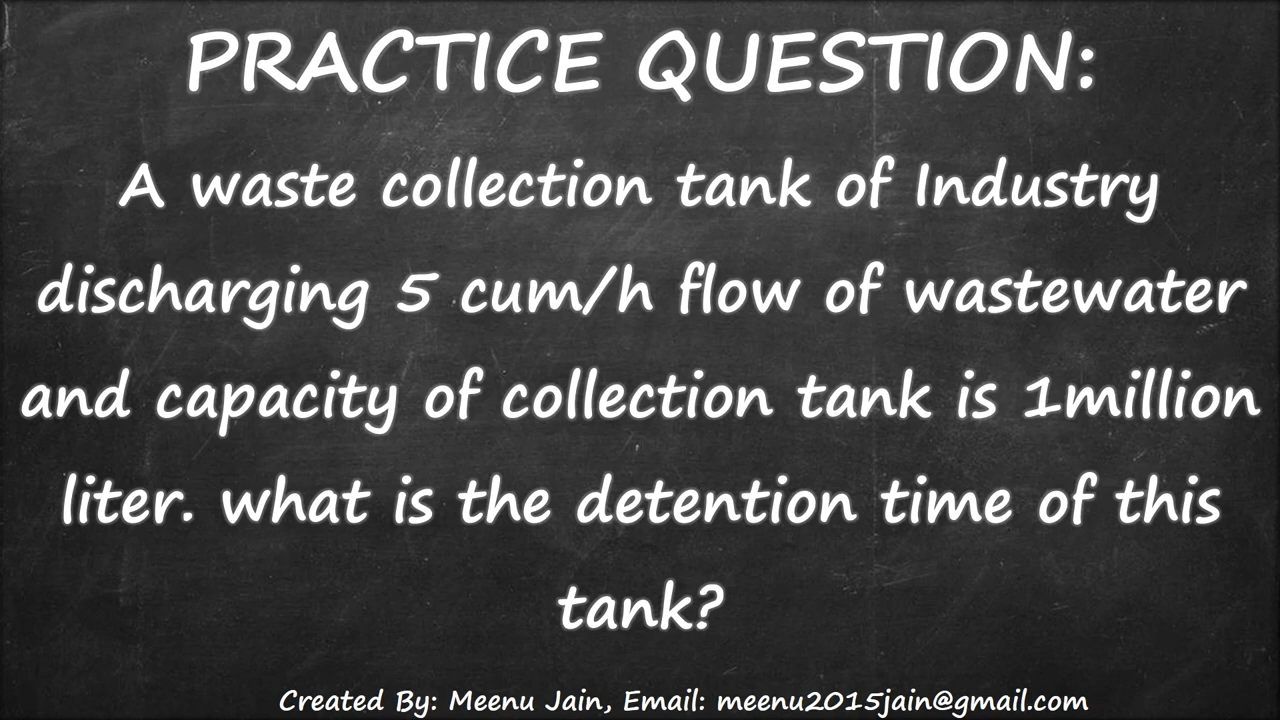 PRACTICE QUESTION:
A waste collection tank of Industry
discharging 5 cum/h flow of wastewater
and capacity of collection tank is 1million
liter. what is the detention time of this
tank?
Created By: Meenu Jain, Email: meenu2015jain@gmail.com